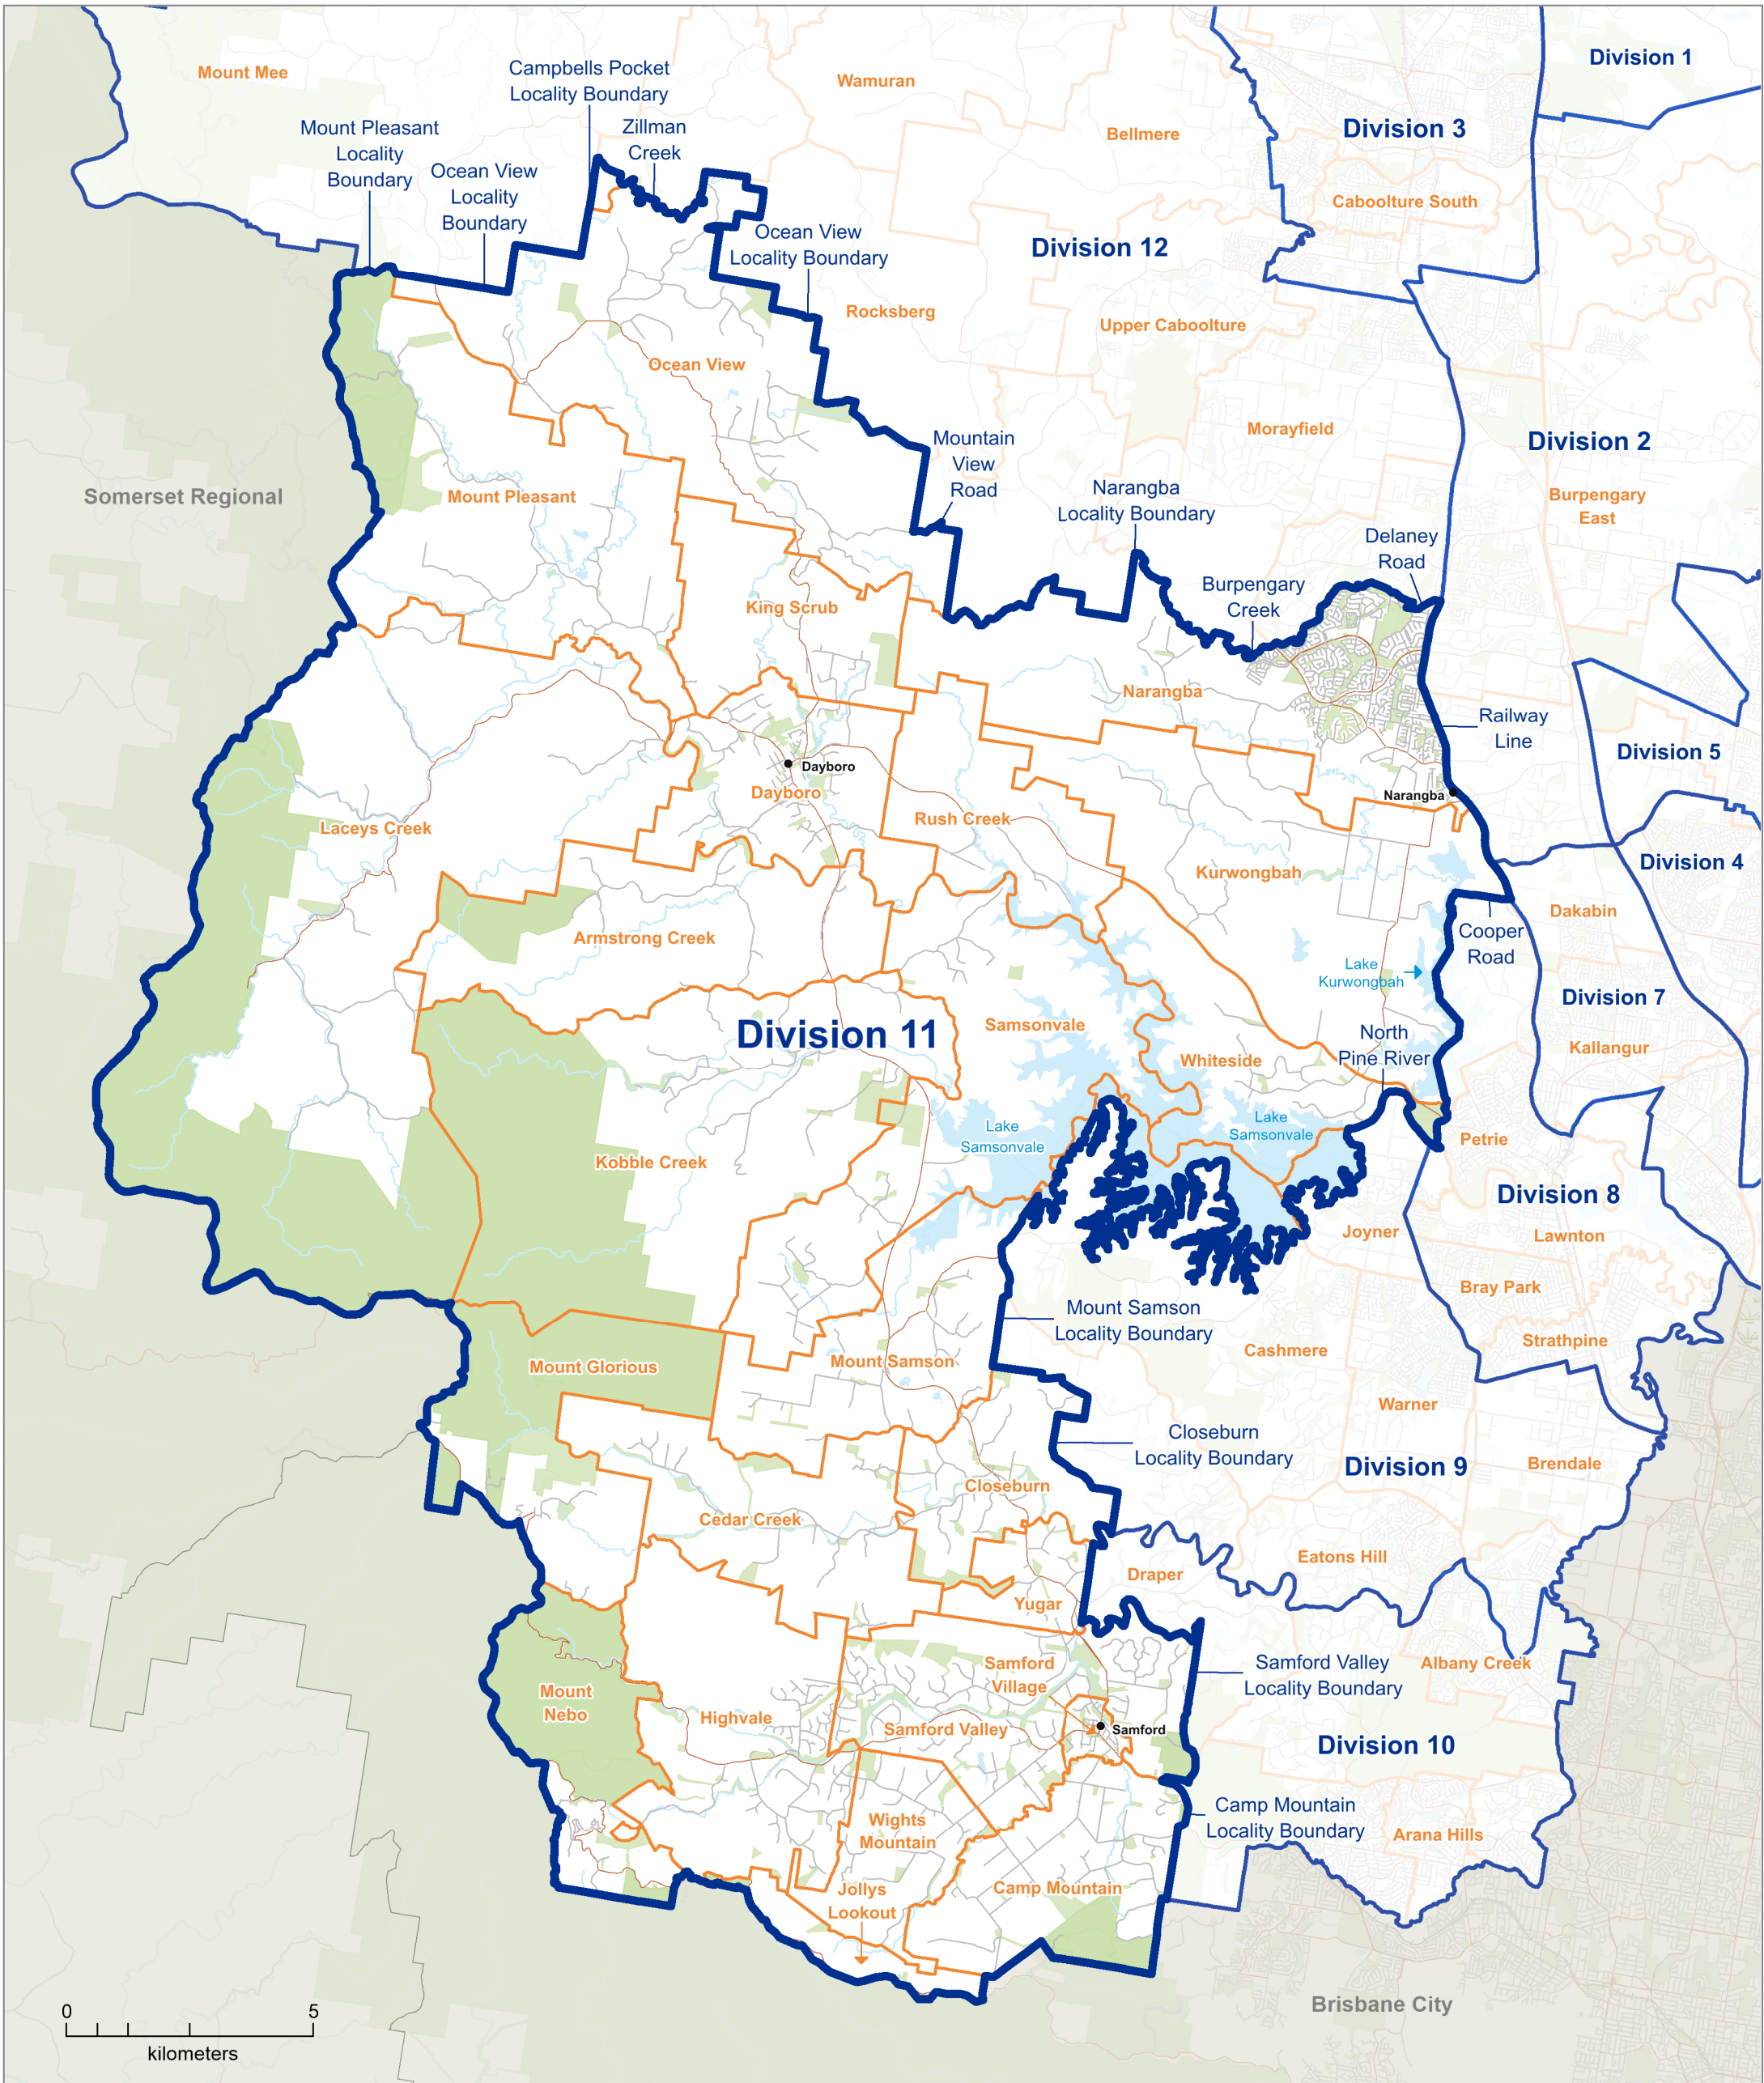 Division 1
Mount Mee
Campbells Pocket
Locality Boundary
Wamuran
Division 3
Mount Pleasant
Locality
Boundary
Zillman
Creek
Bellmere
Ocean View
Locality
Boundary
Caboolture South
Ocean View
Locality Boundary
Division 12
Rocksberg
Upper Caboolture
Ocean View
Morayfield
Division 2
Mountain
View
Road
Somerset Regional
Mount Pleasant
Narangba
Locality Boundary
Burpengary
East
Delaney
Road
Burpengary
Creek
King Scrub
Narangba
Railway
Line
Division 5
Dayboro
Dayboro
Narangba
Laceys Creek
Rush Creek
Division 4
Kurwongbah
Dakabin
Armstrong Creek
Cooper
Road
Lake
Kurwongbah
Division 7
Division 11
Samsonvale
North
Pine River
Whiteside
Kallangur
Lake
Samsonvale
Lake
Samsonvale
Petrie
Kobble Creek
Division 8
Joyner
Lawnton
Bray Park
Mount Samson
Locality Boundary
Strathpine
Cashmere
Mount Glorious
Mount Samson
Warner
Closeburn
Locality Boundary
Division 9
Brendale
Closeburn
Cedar Creek
Eatons Hill
Draper
Yugar
Samford
Village
Samford Valley
Locality Boundary
Albany Creek
Mount
Nebo
Highvale
Samford Valley
Samford
Division 10
Wights
Mountain
Camp Mountain
Locality Boundary
Arana Hills
Jollys
Lookout
Camp Mountain
Brisbane City
0 5
kilometers